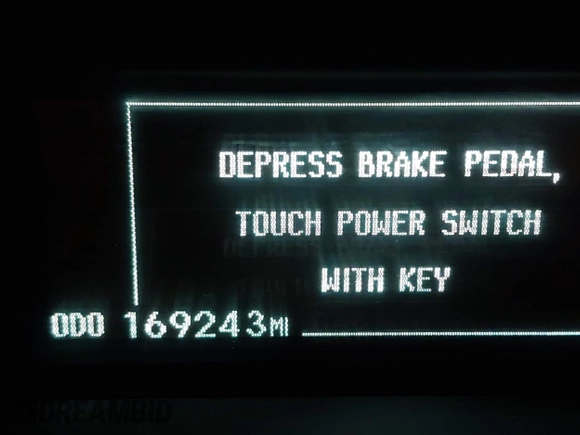 DEPRESS BRAKE PEDAL,
TOUCH POWER SWITCH
WITH KEY
ODO 169243MI
DREAMBID